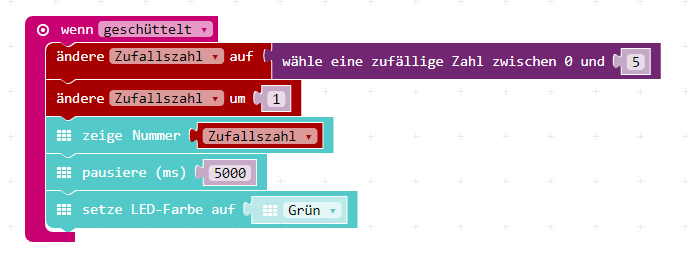 wenn geschüttelt
ändere Zufallszahl auf wähle eine zufällige Zahl zwischen 0 und 5
ändere Zufallszahl um 1
zeige Nummer Zufallszahl
pausiere (ms) 5000
setze LED-Farbe auf Grün